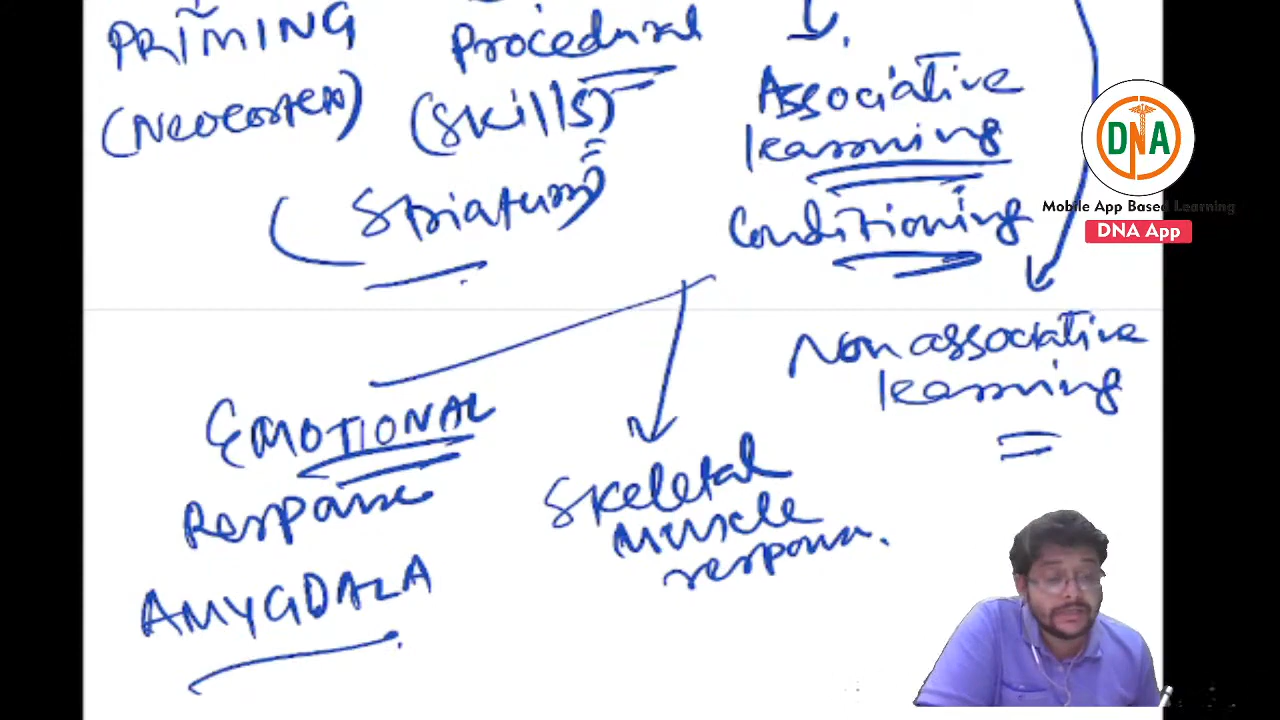 PRIMING
(Neocortex)
Procedural
(Skills)
(Striatum)
Associative
learning
Conditioning
Non associative
learning
EMOTIONAL
Response
AMYGDALA
Skeletal
Muscle
response.
DNA
Mobile App Based Learning
DNA App